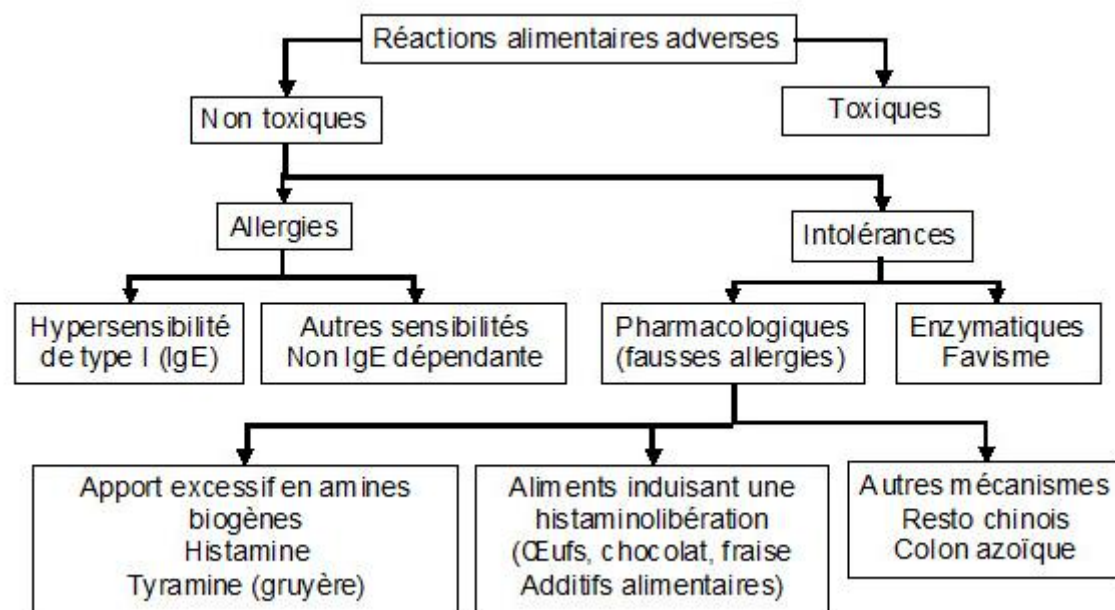 Réactions alimentaires adverses
Non toxiques
Toxiques
Allergies
Intolérances
Hypersensibilité
de type I (IgE)
Autres sensibilités
Non IgE dépendante
Pharmacologiques
(fausses allergies)
Enzymatiques
Favisme
Apport excessif en amines
biogènes
Histamine
Tyramine (gruyère)
Aliments induisant une
histaminolibération
(Œufs, chocolat, fraise
Additifs alimentaires)
Autres mécanismes
Resto chinois
Colon azoïque